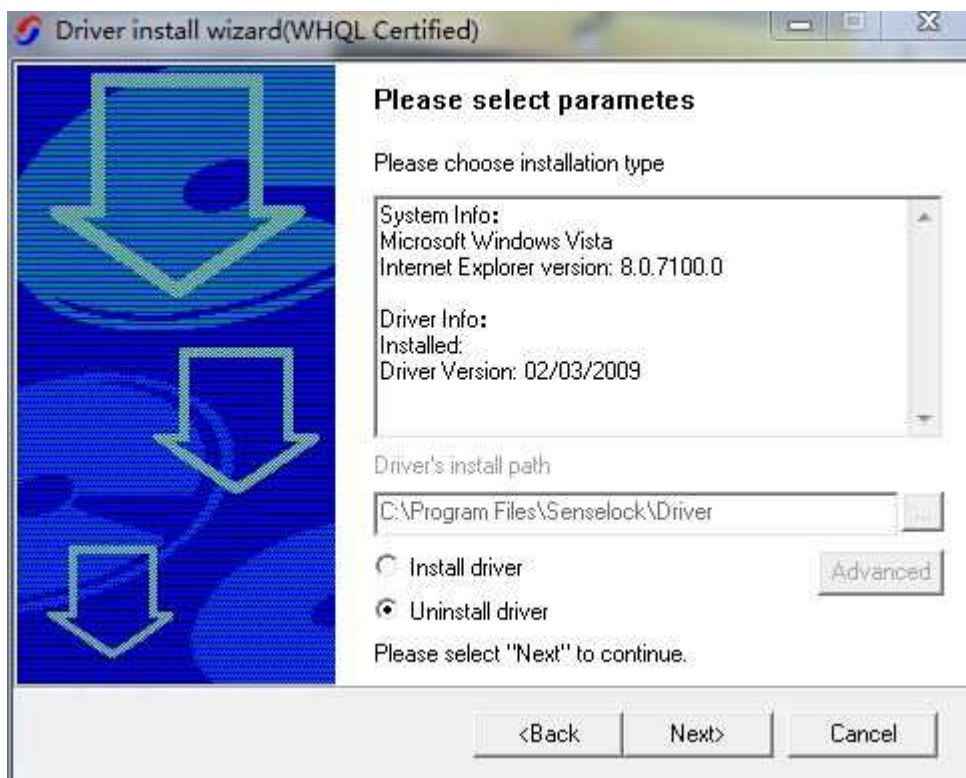 Driver install wizard(WHQL Certified)
Please select parametes
Please choose installation type
System Info:
Microsoft Windows Vista
Internet Explorer version: 8.0.7100.0
Driver Info:
Installed:
Driver Version: 02/03/2009
Driver's install path
C:\Program Files\Senselock\Driver
...
Install driver
Advanced
Uninstall driver
Please select "Next" to continue.
<Back
Next>
Cancel